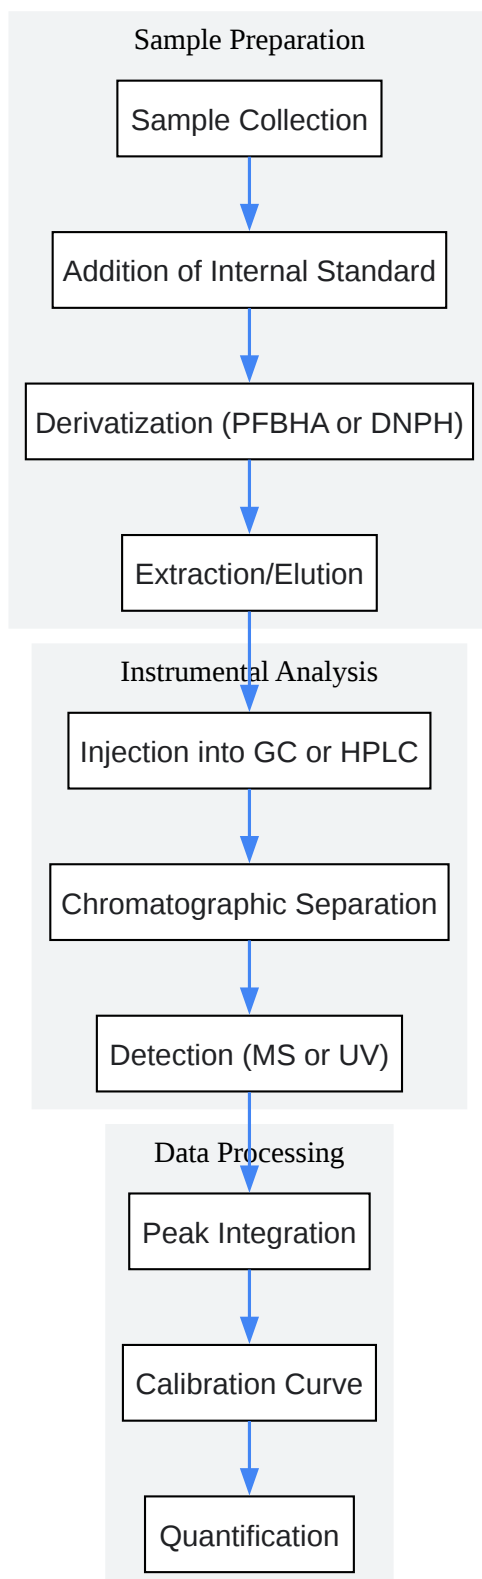 Sample Preparation
Sample Collection
Addition of Internal Standard
Derivatization (PFBHA or DNPH)
Extraction/Elution
Instrumental Analysis
Injection into GC or HPLC
Chromatographic Separation
Detection (MS or UV)
Data Processing
Peak Integration
Calibration Curve
Quantification